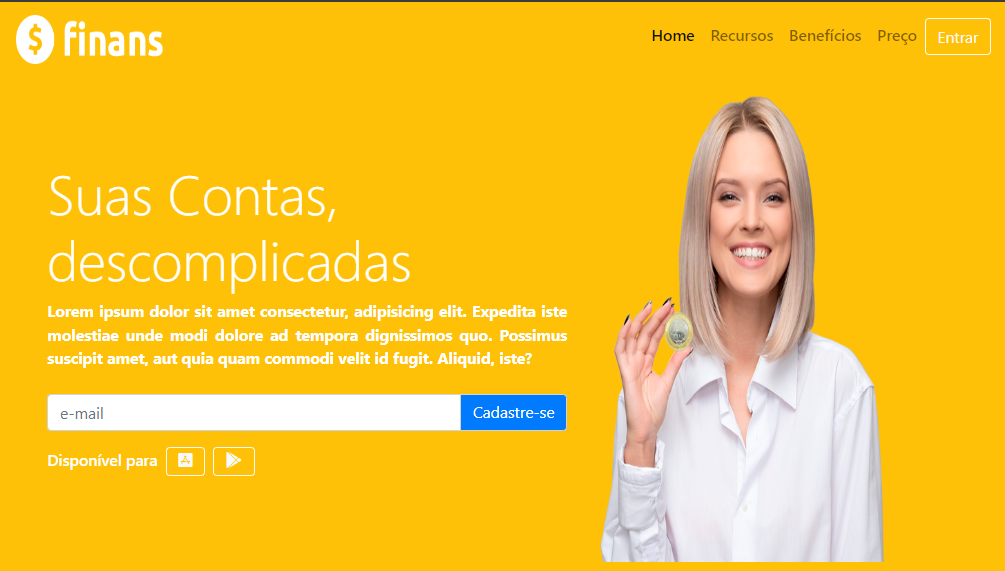 $ finans
Home Recursos Benefícios Preço Entrar
Suas Contas,
descomplicadas
Lorem ipsum dolor sit amet consectetur, adipisicing elit. Expedita iste
molestiae unde modi dolore ad tempora dignissimos quo. Possimus
suscipit amet, aut quia quam commodi velit id fugit. Aliquid, iste?
e-mail Cadastre-se
Disponível para